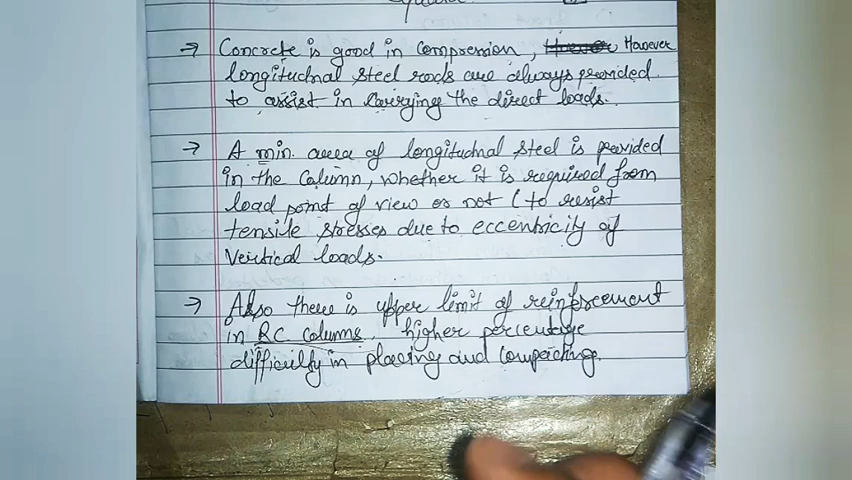 → Concrete is good in compression, However
longitudnal steel rods are always provided
to assist in carrying the direct loads.
→ A min. area of longitudnal steel is provided
in the column, whether it is required from
load point of view or not ( to resist
tensile stresses due to eccentricity of
vertical loads.
→ Also there is upper limit of reinforcement
in RC columns, higher percentage
difficulty in placing and compacting.